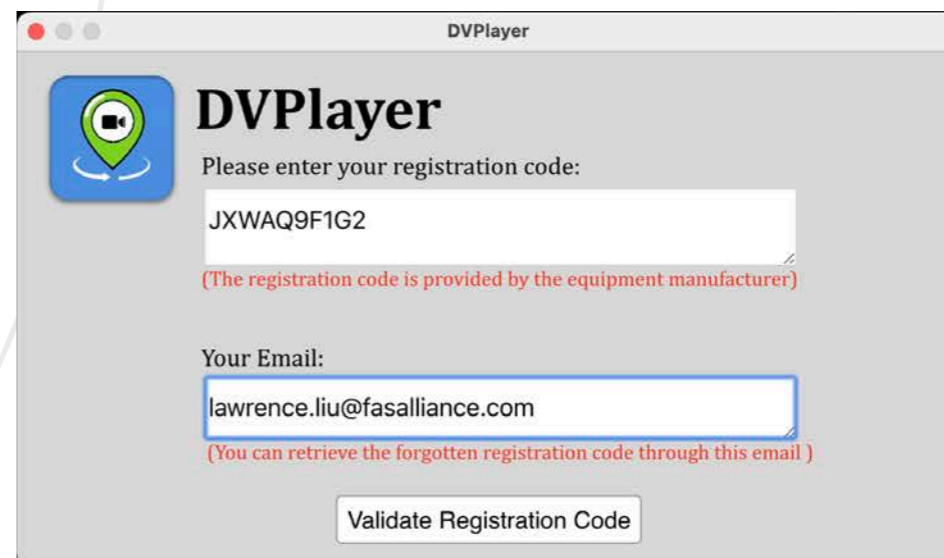 DVPlayer
DVPlayer
Please enter your registration code:
JXWAQ9F1G2
(The registration code is provided by the equipment manufacturer)
Your Email:
lawrence.liu@fasalliance.com
(You can retrieve the forgotten registration code through this email )
Validate Registration Code